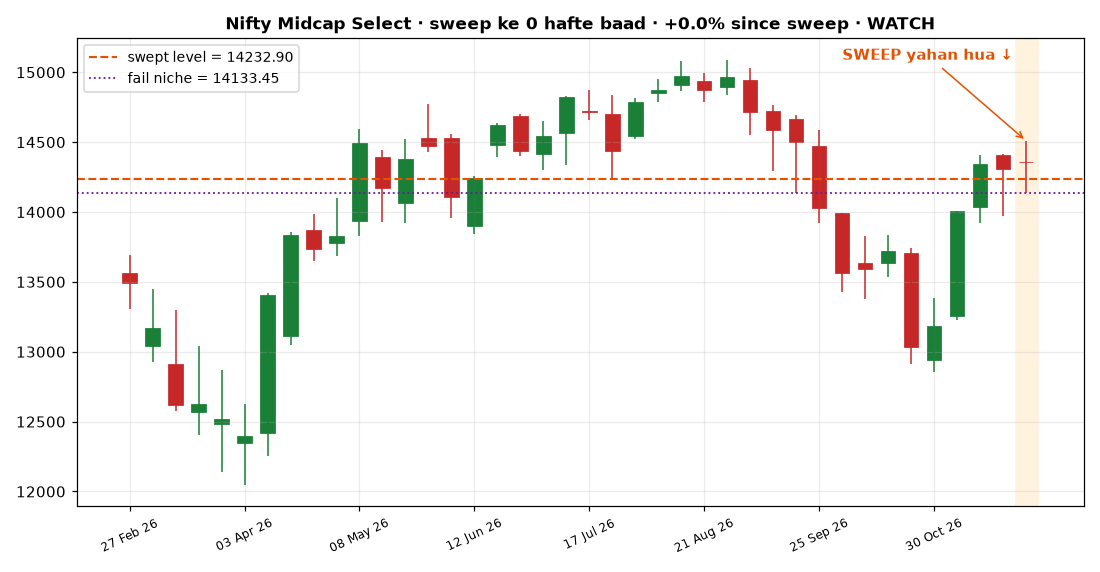 Nifty Midcap Select · sweep ke 0 hafte baad · +0.0% since sweep · WATCH
swept level = 14232.90
fail niche = 14133.45
SWEEP yahan hua ↓
15000
14500
14000
13500
13000
12500
12000
27 Feb 26
03 Apr 26
08 May 26
12 Jun 26
17 Jul 26
21 Aug 26
25 Sep 26
30 Oct 26